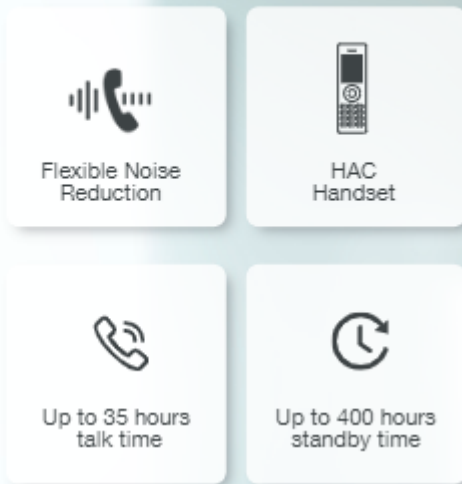 Flexible Noise
Reduction
HAC
Handset
Up to 35 hours
talk time
Up to 400 hours
standby time